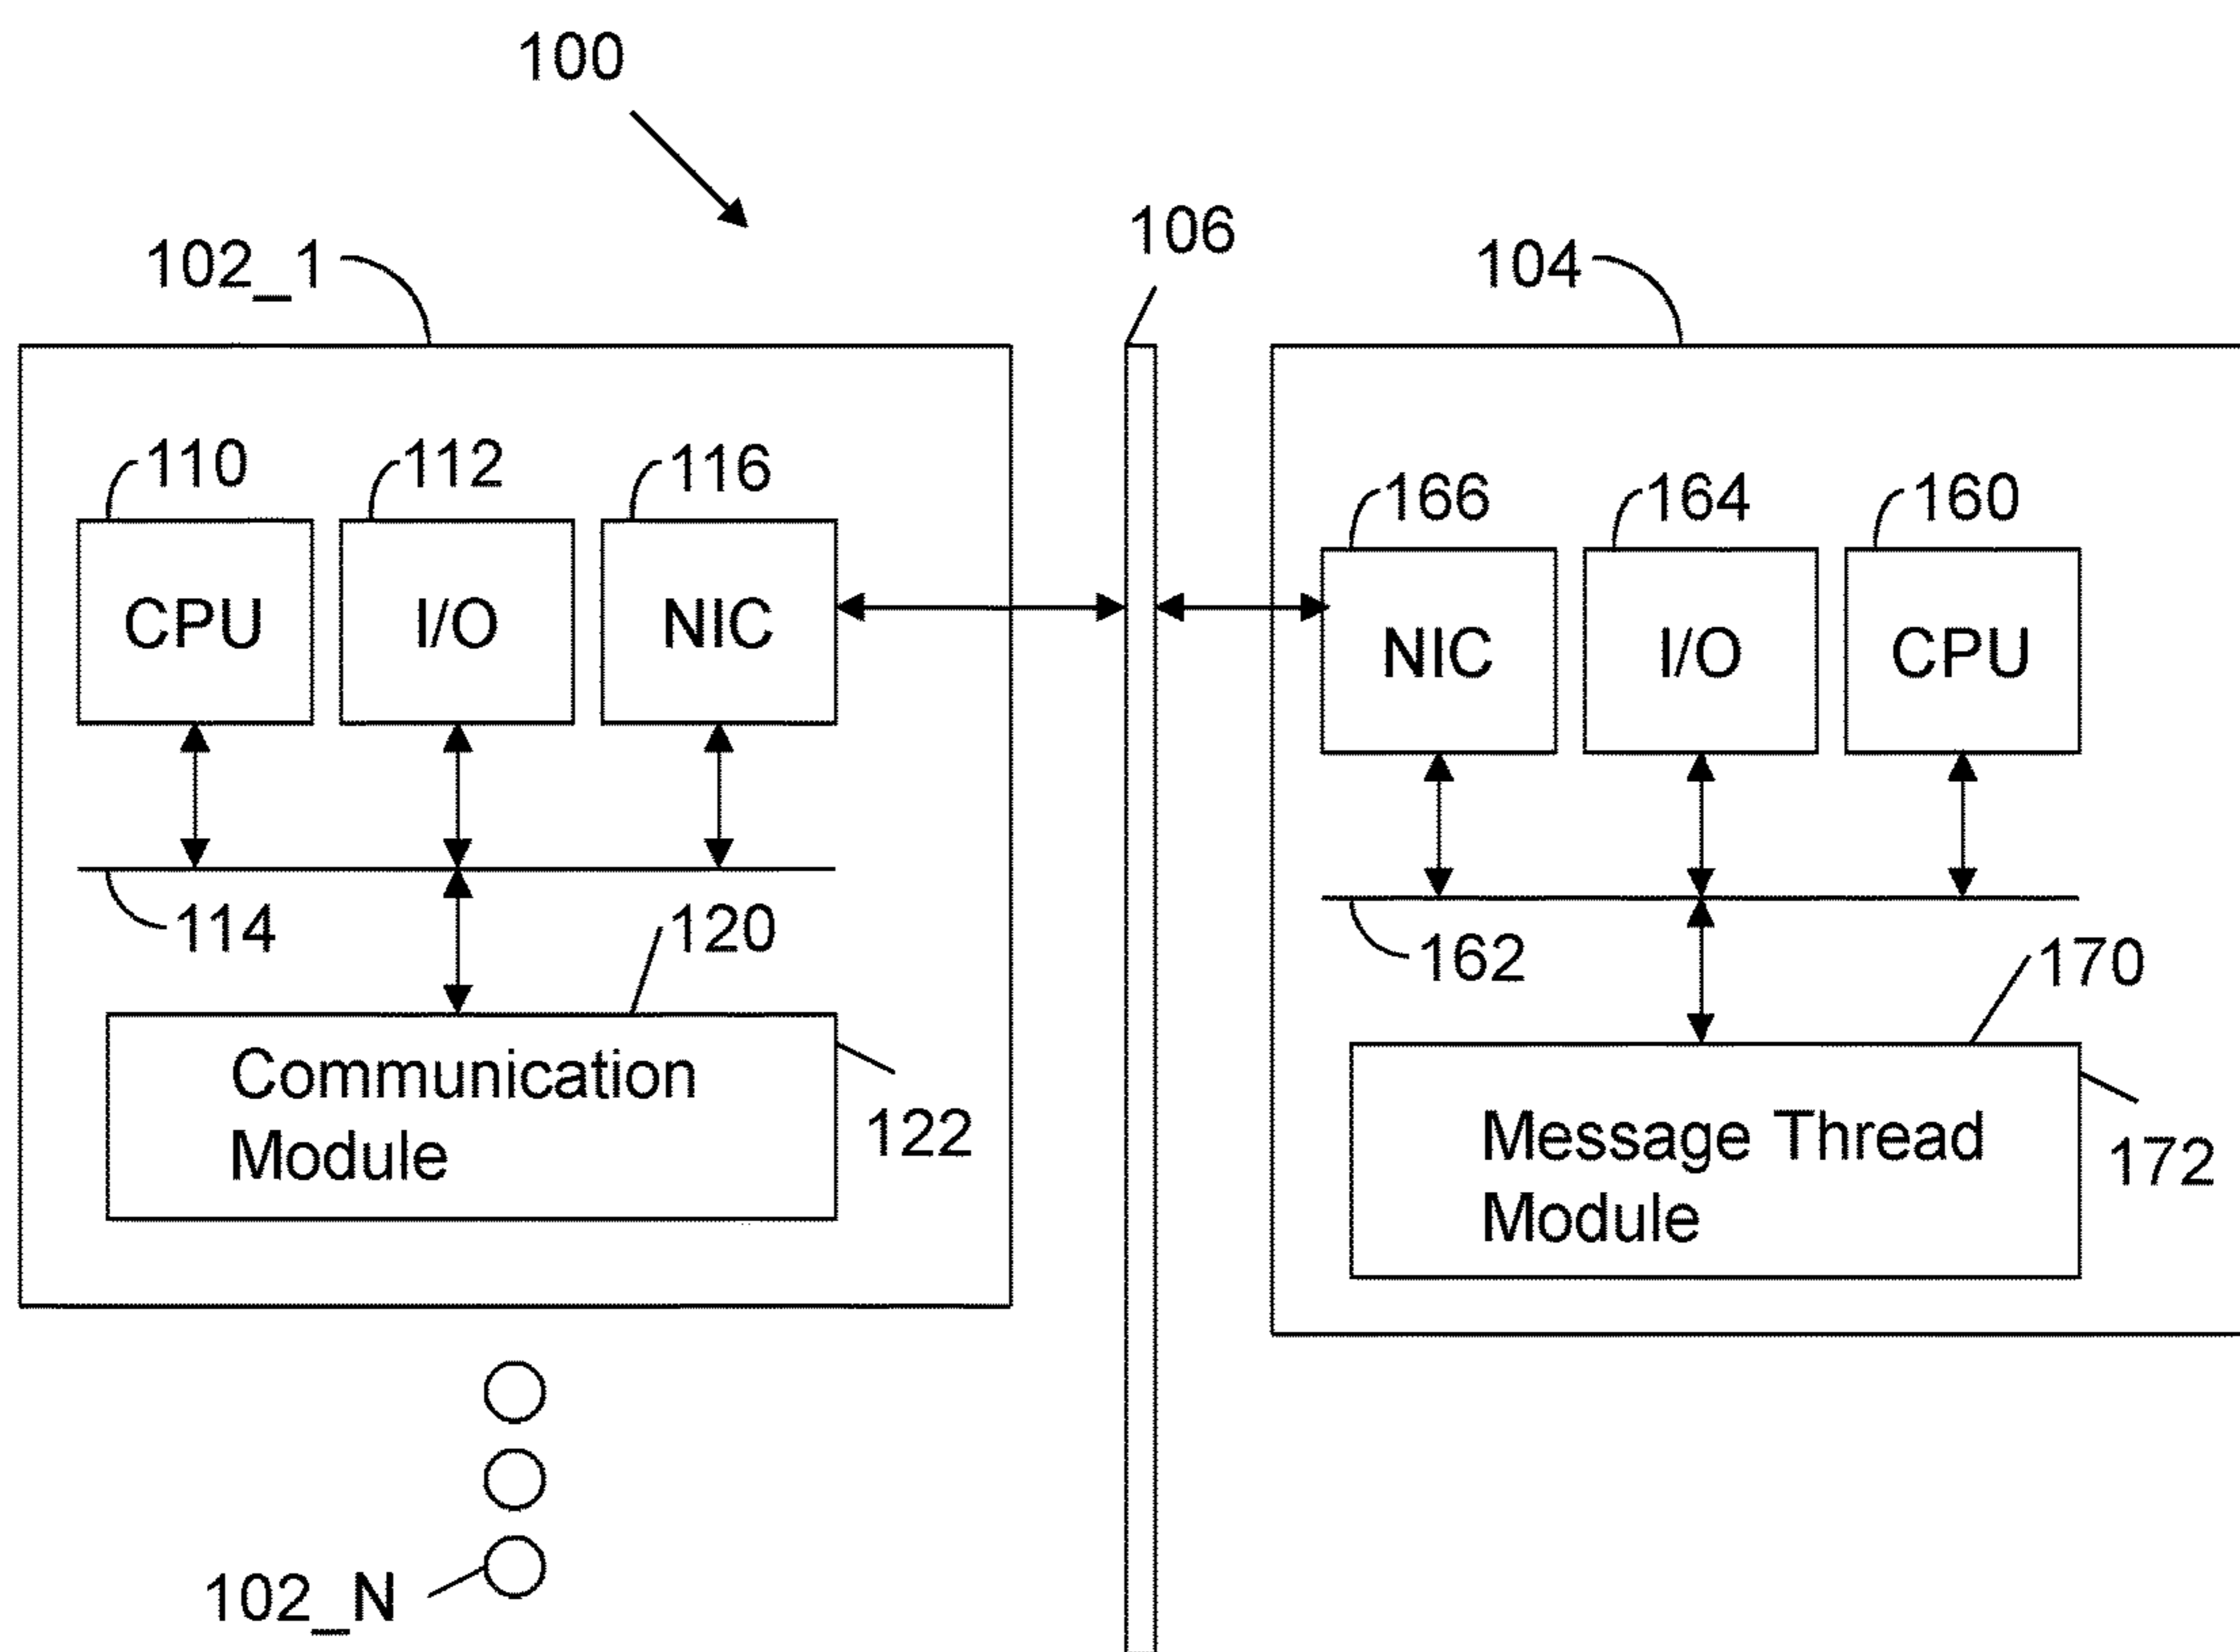 100
102_1
106
104
110
112
116
166
164
160
CPU
I/O
NIC
NIC
I/O
CPU
114
120
162
170
Communication
Module
122
Message Thread
Module
172
102_N